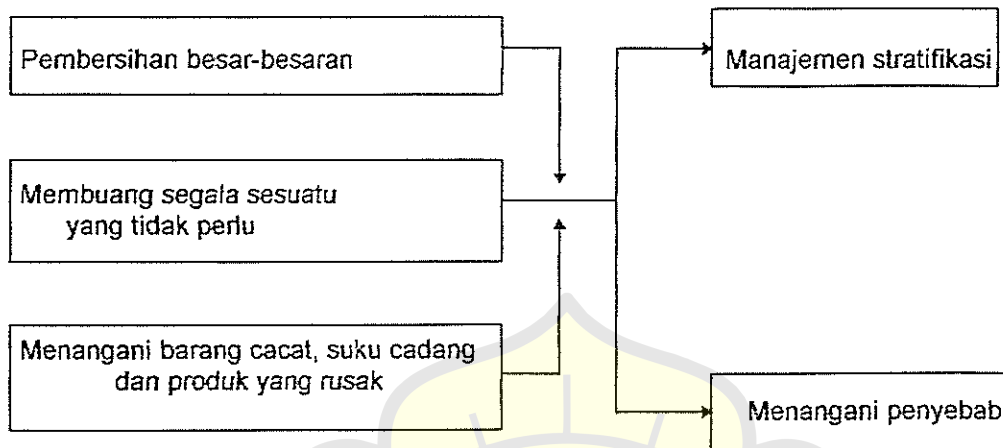 Pembersihan besar-besaran
Manajemen stratifikasi
Membuang segala sesuatu
yang tidak perlu
Menangani barang cacat, suku cadang
dan produk yang rusak
Menangani penyebab